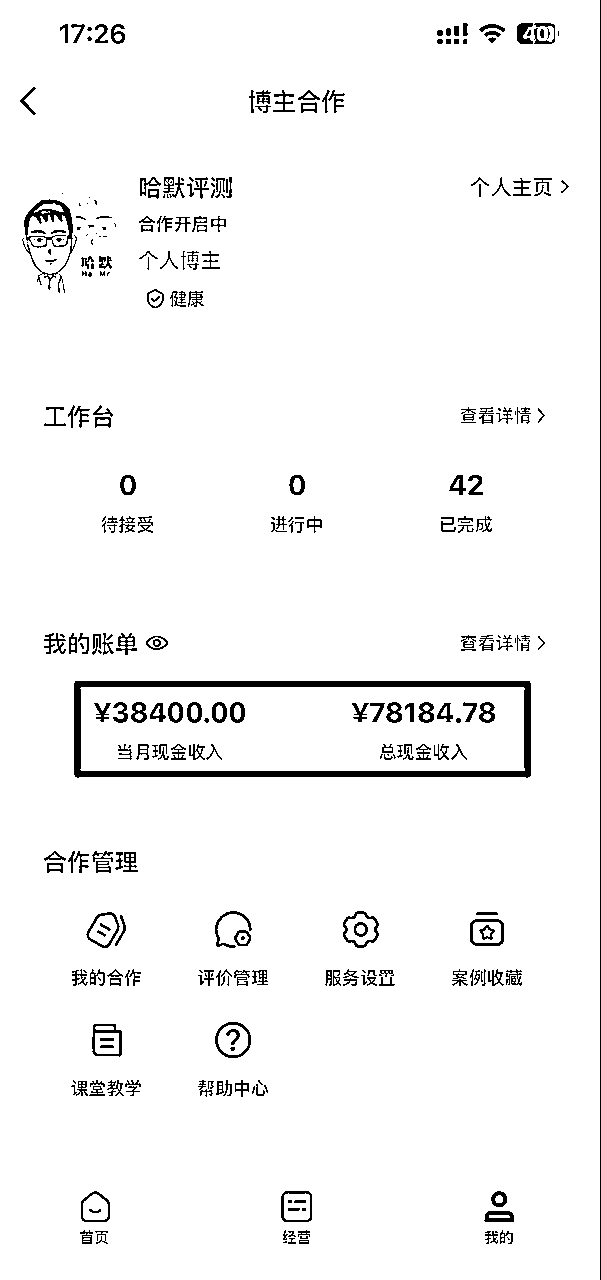 17:26
40
博主合作
哈默评测
个人主页
合作开启中
哈默
Ha Mr
个人博主
健康
工作台
查看详情
0
0
42
待接受
进行中
已完成
我的账单
查看详情
¥38400.00
¥78184.78
当月现金收入
总现金收入
合作管理
我的合作
评价管理
服务设置
案例收藏
课堂教学
帮助中心
首页
经营
我的